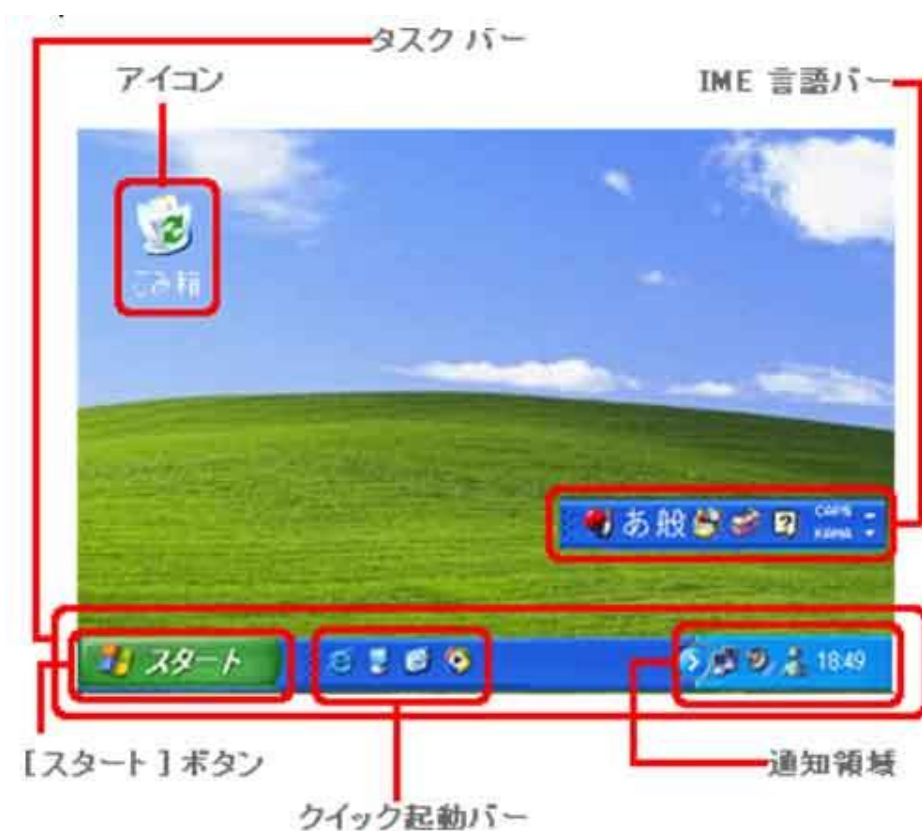 タスク バー
アイコン
IME 言語バー
ごみ箱
あ 般
CAPS
KANA
スタート
18:49
[スタート]ボタン
通知領域
クイック起動バー